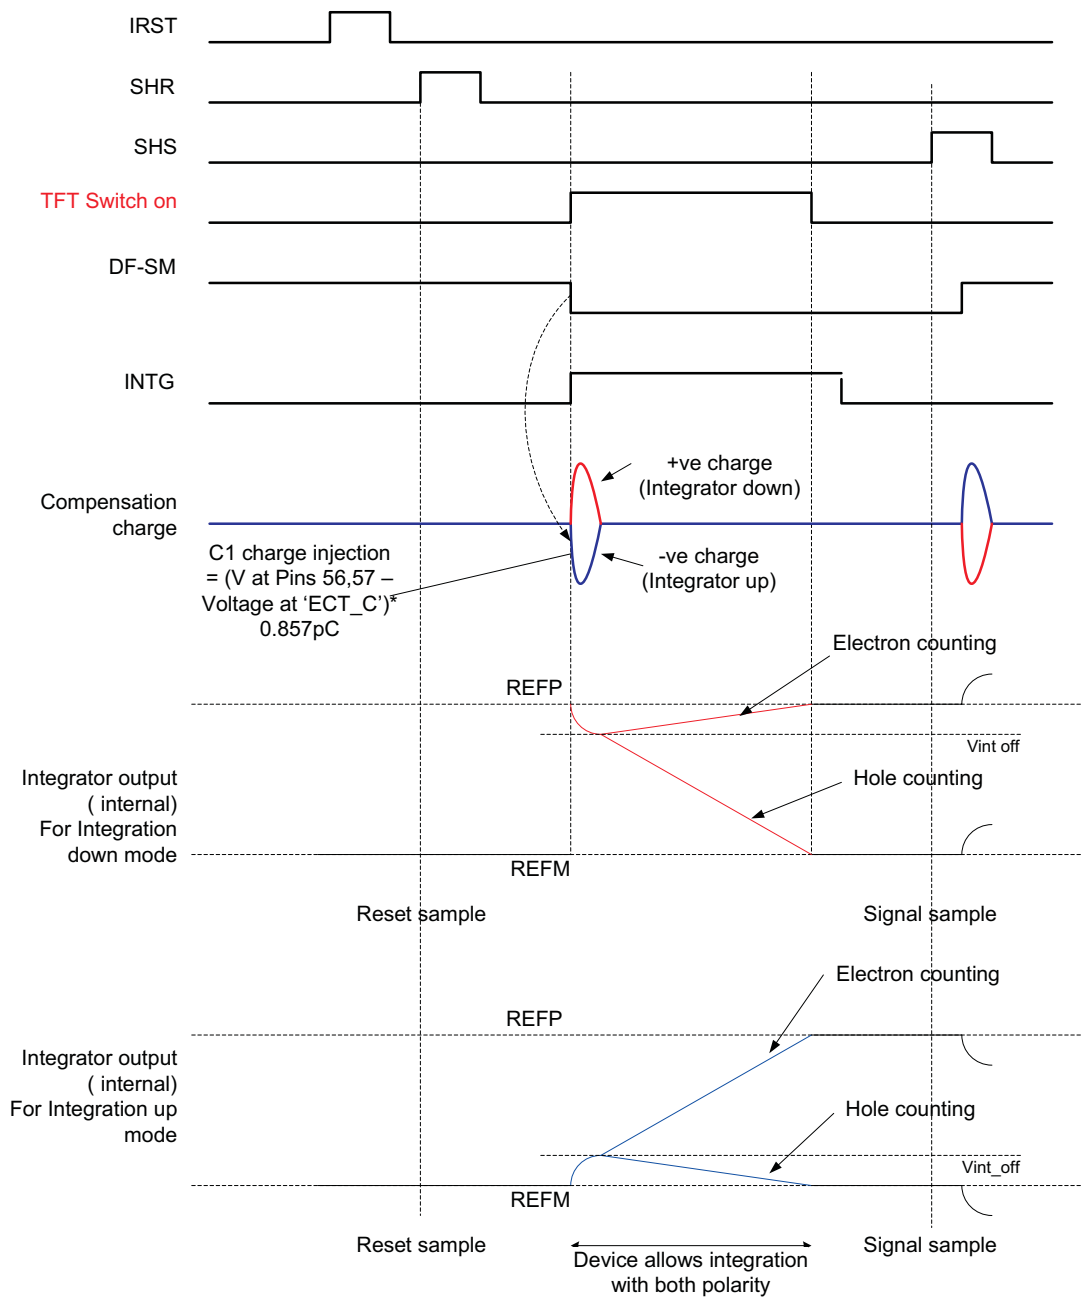 IRST
SHR
SHS
TFT Switch on
DF-SM
INTG
+ve charge
(Integrator down)
Compensation
charge
C1 charge injection
= (V at Pins 56,57 –
Voltage at ‘ECT_C’)*
0.857pC
-ve charge
(Integrator up)
Electron counting
REFP
Vint off
Integrator output
( internal)
For Integration
down mode
Hole counting
REFM
Reset sample
Signal sample
Electron counting
REFP
Integrator output
( internal)
For Integration up
mode
Hole counting
Vint_off
REFM
Reset sample
Signal sample
Device allows integration
with both polarity